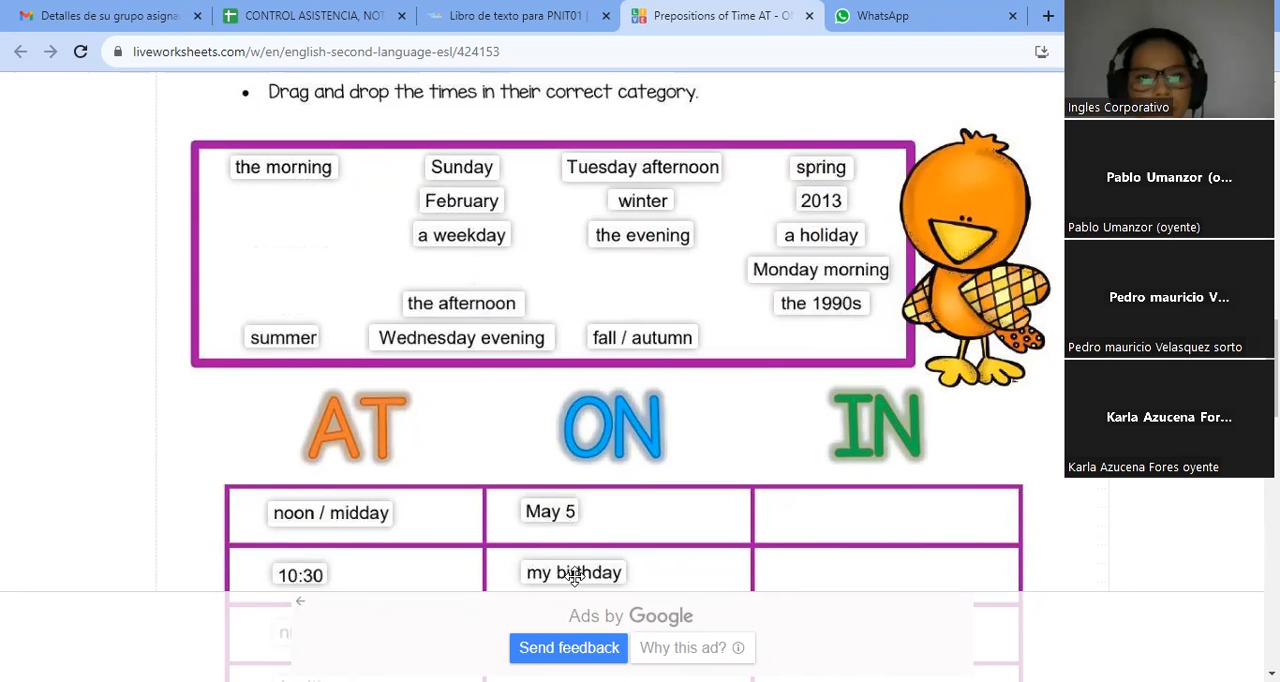 Detalles de su grupo asigna
CONTROL ASISTENCIA, NOT
Libro de texto para PNIT01 |
Prepositions of Time AT - ON
WhatsApp
liveworksheets.com/w/en/english-second-language-esl/424153
• Drag and drop the times in their correct category.
the morning Sunday Tuesday afternoon spring
February winter 2013
a weekday the evening a holiday
Monday morning
the afternoon the 1990s
summer Wednesday evening fall / autumn
AT ON IN
noon / midday May 5
10:30 my birthday
Ads by Google
Send feedback Why this ad?
Ingles Corporativo
Pablo Umanzor (o...
Pablo Umanzor (oyente)
Pedro mauricio V...
Pedro mauricio Velasquez sorto
Karla Azucena For...
Karla Azucena Fores oyente